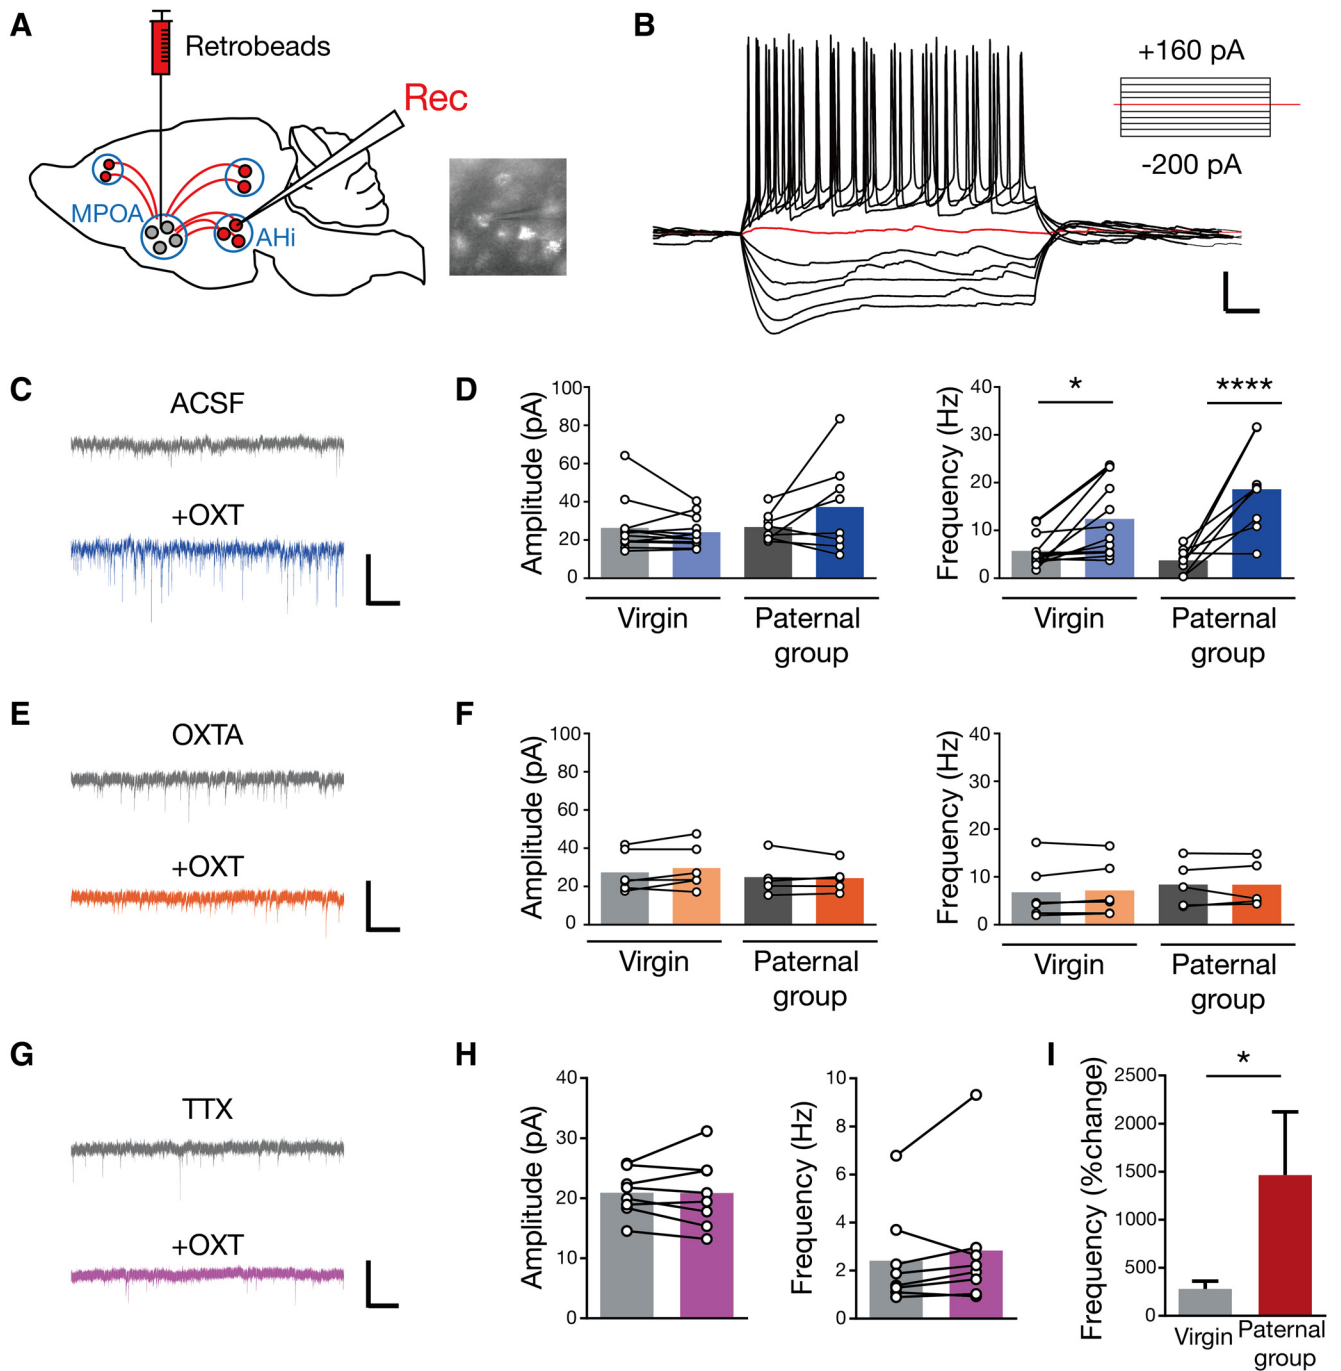 A
Retrobeads
Rec
MPOA
AHi
B
+160 pA
-200 pA
C
ACSF
+OXT
D
Amplitude (pA)
100
80
60
40
20
0
Virgin
Paternal
group
Frequency (Hz)
40
30
20
10
0
*
****
Virgin
Paternal
group
E
OXTA
+OXT
F
Amplitude (pA)
100
80
60
40
20
0
Virgin
Paternal
group
Frequency (Hz)
40
30
20
10
0
Virgin
Paternal
group
G
TTX
+OXT
H
Amplitude (pA)
40
30
20
10
0
Frequency (Hz)
10
8
6
4
2
0
I
Frequency (%change)
2500
2000
1500
1000
500
0
*
Virgin
Paternal
group